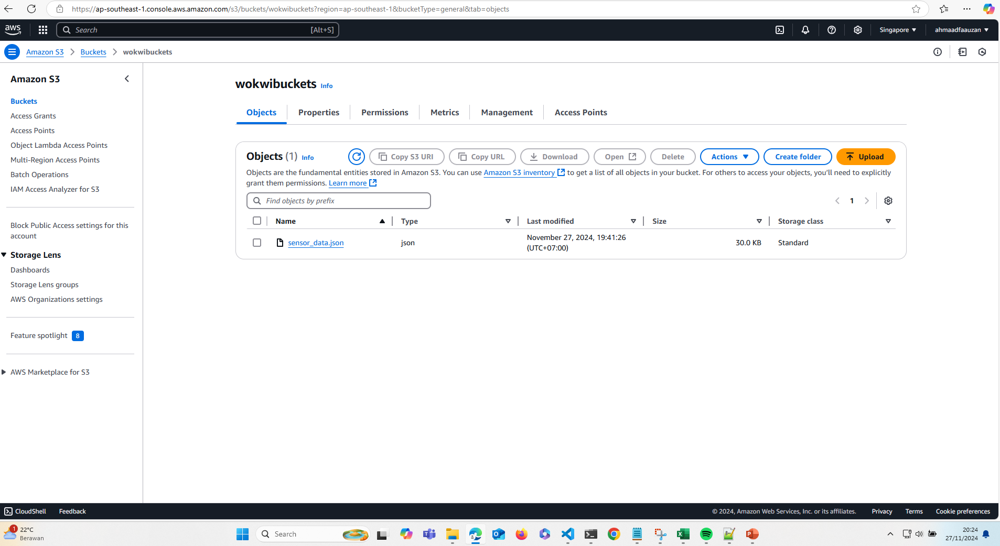 https://ap-southeast-1.console.aws.amazon.com/s3/buckets/wokwibuckets?region=ap-southeast-1&bucketType=general&tab=objects
aws
Search
[Alt+S]
Singapore
ahmaadfaauzan
Amazon S3
Buckets
wokwibuckets
Amazon S3
Buckets
Access Grants
Access Points
Object Lambda Access Points
Multi-Region Access Points
Batch Operations
IAM Access Analyzer for S3
Block Public Access settings for this
account
Storage Lens
Dashboards
Storage Lens groups
AWS Organizations settings
Feature spotlight 8
AWS Marketplace for S3
wokwibuckets Info
Objects
Properties
Permissions
Metrics
Management
Access Points
Objects (1) Info
Copy S3 URI
Copy URL
Download
Open
Delete
Actions
Create folder
Upload
Objects are the fundamental entities stored in Amazon S3. You can use Amazon S3 inventory to get a list of all objects in your bucket. For others to access your objects, you'll need to explicitly
grant them permissions. Learn more
Find objects by prefix
1
Name
Type
Last modified
Size
Storage class
sensor_data.json
json
November 27, 2024, 19:41:26
(UTC+07:00)
30.0 KB
Standard
CloudShell
Feedback
© 2024, Amazon Web Services, Inc. or its affiliates.
Privacy
Terms
Cookie preferences
1
22°C
Berawan
Search
20:24
27/11/2024